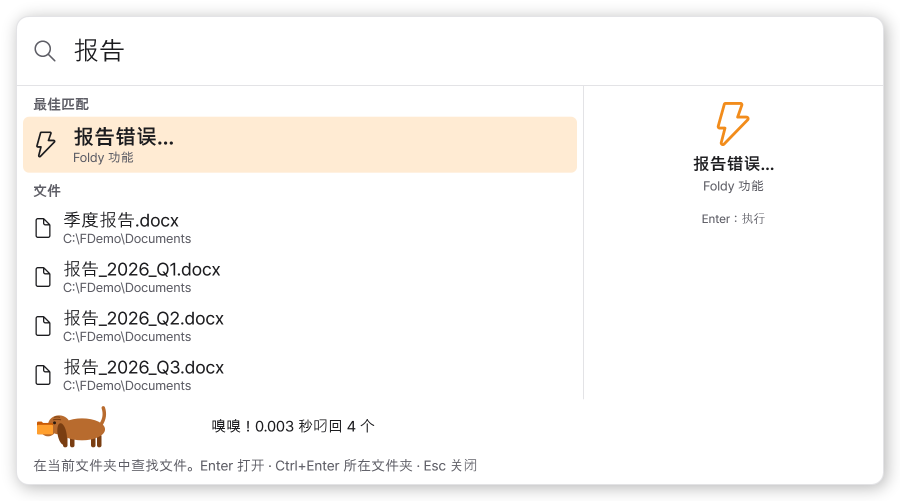 报告
最佳匹配
报告错误...
Foldy 功能
文件
季度报告.docx
C:\FDemo\Documents
报告_2026_Q1.docx
C:\FDemo\Documents
报告_2026_Q2.docx
C:\FDemo\Documents
报告_2026_Q3.docx
C:\FDemo\Documents
报告错误...
Foldy 功能
Enter：执行
嗅嗅！0.003 秒叼回 4 个
在当前文件夹中查找文件。Enter 打开 · Ctrl+Enter 所在文件夹 · Esc 关闭